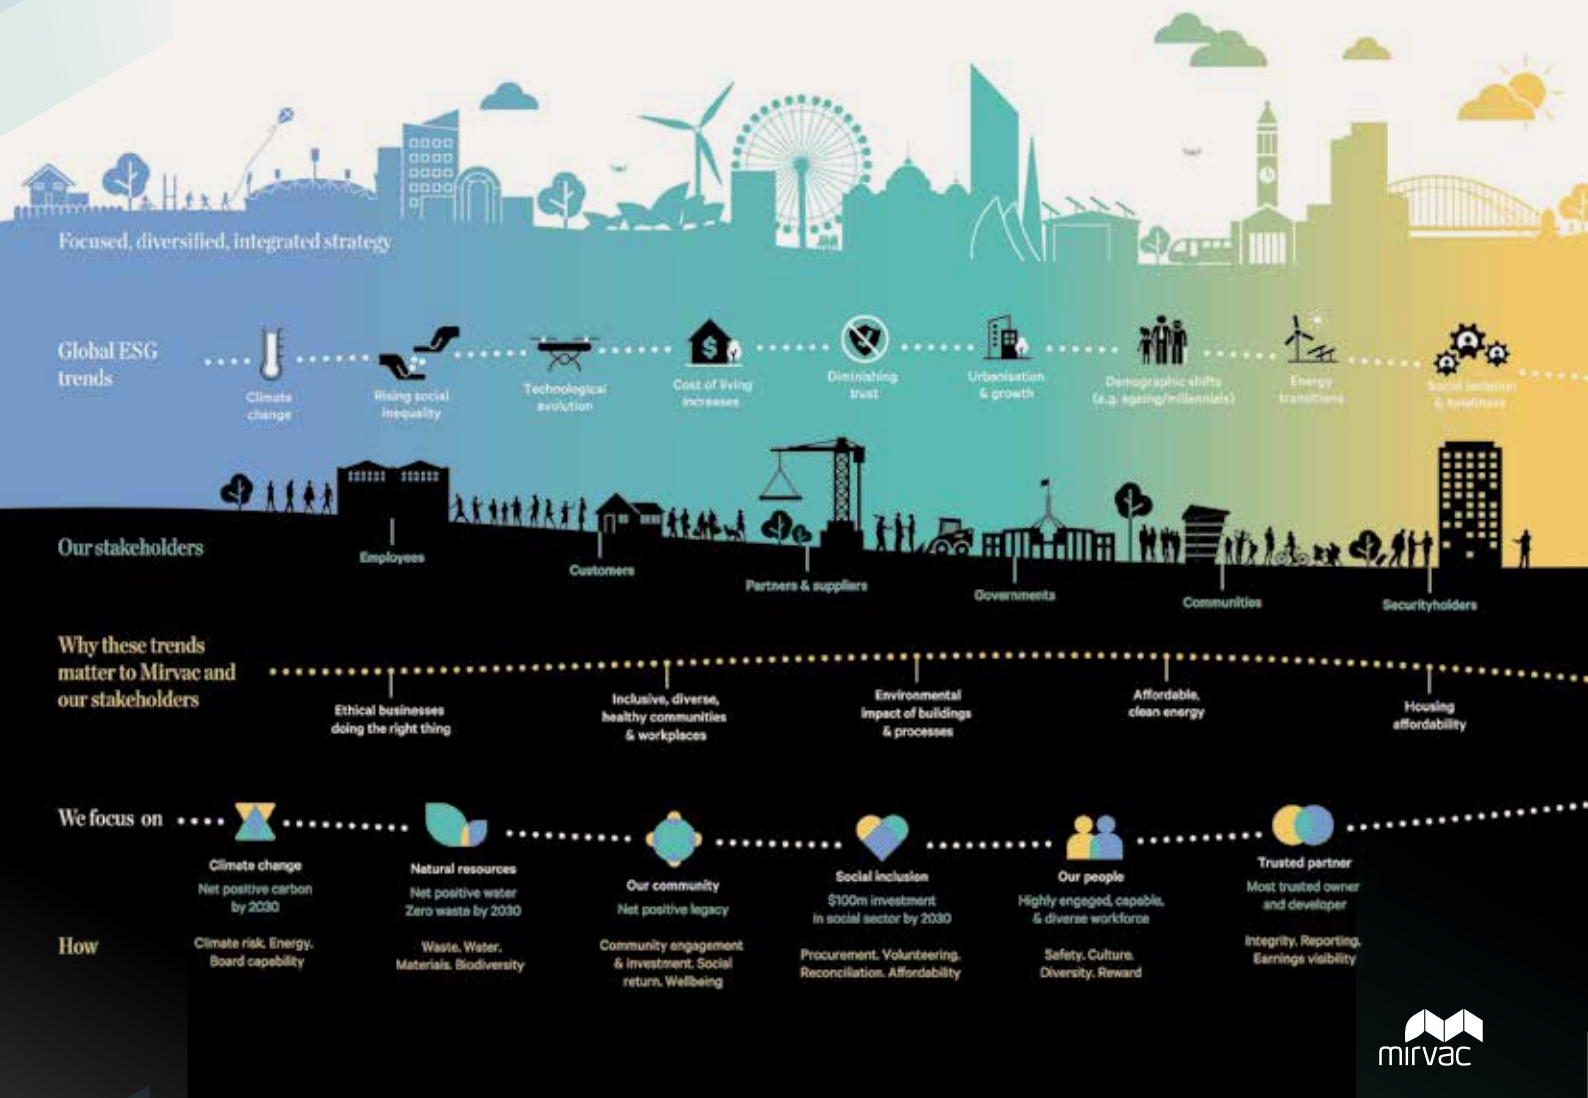 Focused, diversified, integrated strategy
Global ESG
trends
Climate
change
Rising social
inequality
Technological
evolution
Cost of living
increases
Diminishing
trust
Urbanisation
& growth
Demographic shifts
(e.g. ageing/millennials)
Energy
transitions
Social isolation
& loneliness
Our stakeholders
Employees
Customers
Partners & suppliers
Governments
Communities
Securityholders
Why these trends
matter to Mirvac and
our stakeholders
Ethical businesses
doing the right thing
Inclusive, diverse,
healthy communities
& workplaces
Environmental
impact of buildings
& processes
Affordable,
clean energy
Housing
affordability
We focus on
Climate change
Net positive carbon
by 2030
Natural resources
Net positive water
Zero waste by 2030
Our community
Net positive legacy
Social inclusion
$100m investment
in social sector by 2030
Our people
Highly engaged, capable,
& diverse workforce
Trusted partner
Most trusted owner
and developer
How
Climate risk. Energy.
Board capability
Waste. Water.
Materials. Biodiversity
Community engagement
& investment. Social
return. Wellbeing
Procurement. Volunteering.
Reconciliation. Affordability
Safety. Culture.
Diversity. Reward
Integrity. Reporting.
Earnings visibility
mirvac